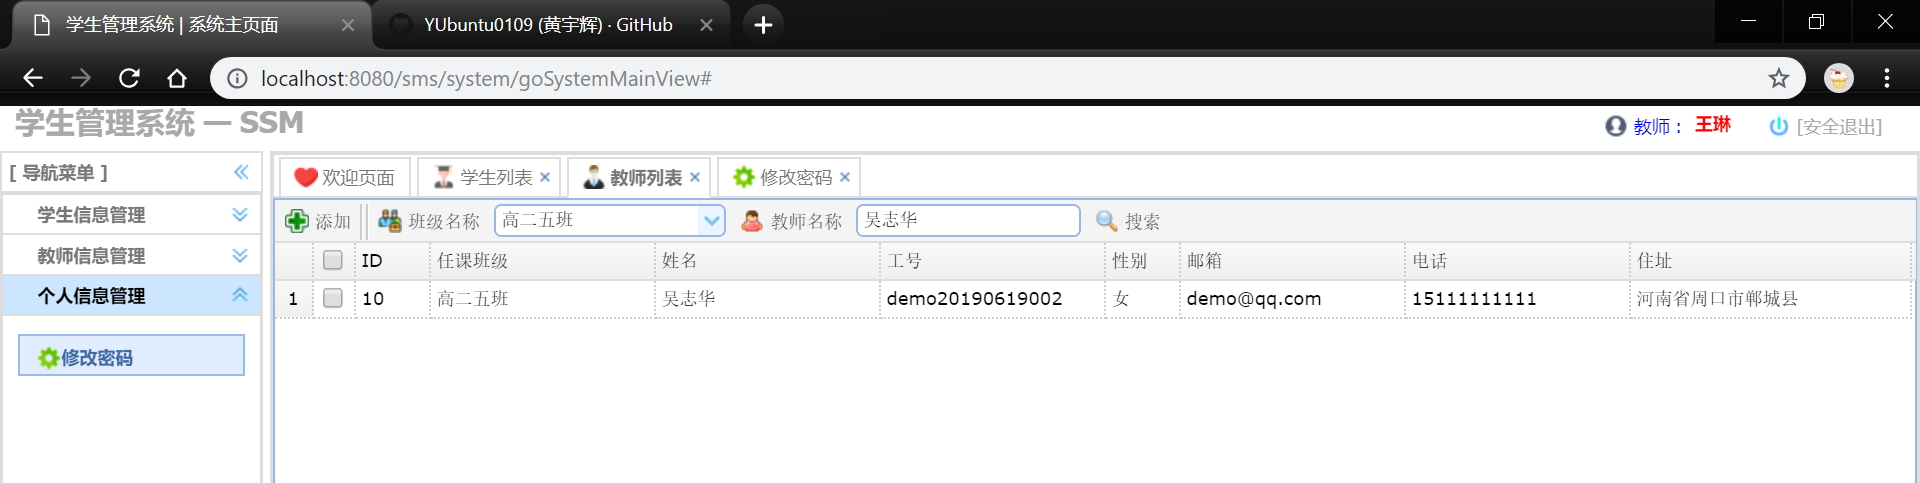 学生管理系统 | 系统主页面 YUbuntu0109 (黄宇辉) · GitHub
localhost:8080/sms/system/goSystemMainView#
学生管理系统 — SSM 教师： 王琳 [安全退出]
[ 导航菜单 ] 欢迎页面 学生列表 教师列表 修改密码
学生信息管理 添加 班级名称 高二五班 教师名称 吴志华 搜索
教师信息管理 ID 任课班级 姓名 工号 性别 邮箱 电话 住址
个人信息管理 1 10 高二五班 吴志华 demo20190619002 女 demo@qq.com 15111111111 河南省周口市郸城县
修改密码